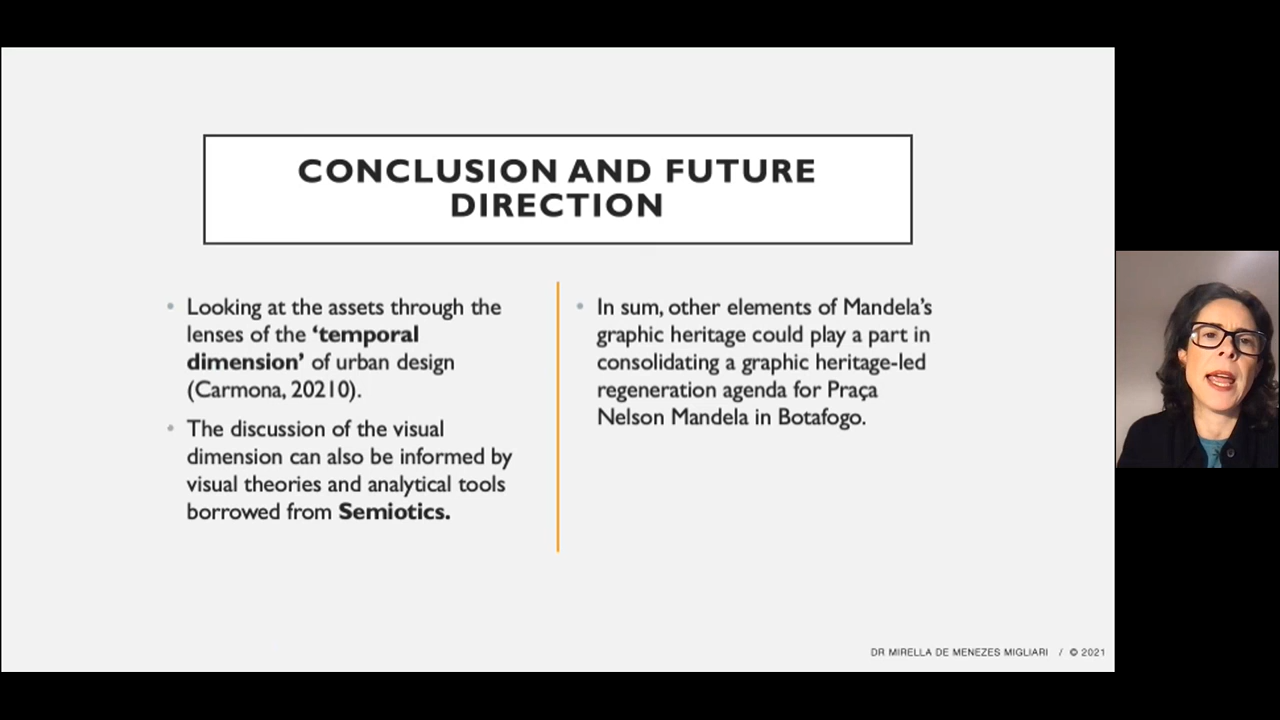 CONCLUSION AND FUTURE
DIRECTION
• Looking at the assets through the
lenses of the ‘temporal
dimension’ of urban design
(Carmona, 20210).
• The discussion of the visual
dimension can also be informed by
visual theories and analytical tools
borrowed from Semiotics.
• In sum, other elements of Mandela’s
graphic heritage could play a part in
consolidating a graphic heritage-led
regeneration agenda for Praça
Nelson Mandela in Botafogo.
DR MIRELLA DE MENEZES MIGLIARI / © 2021